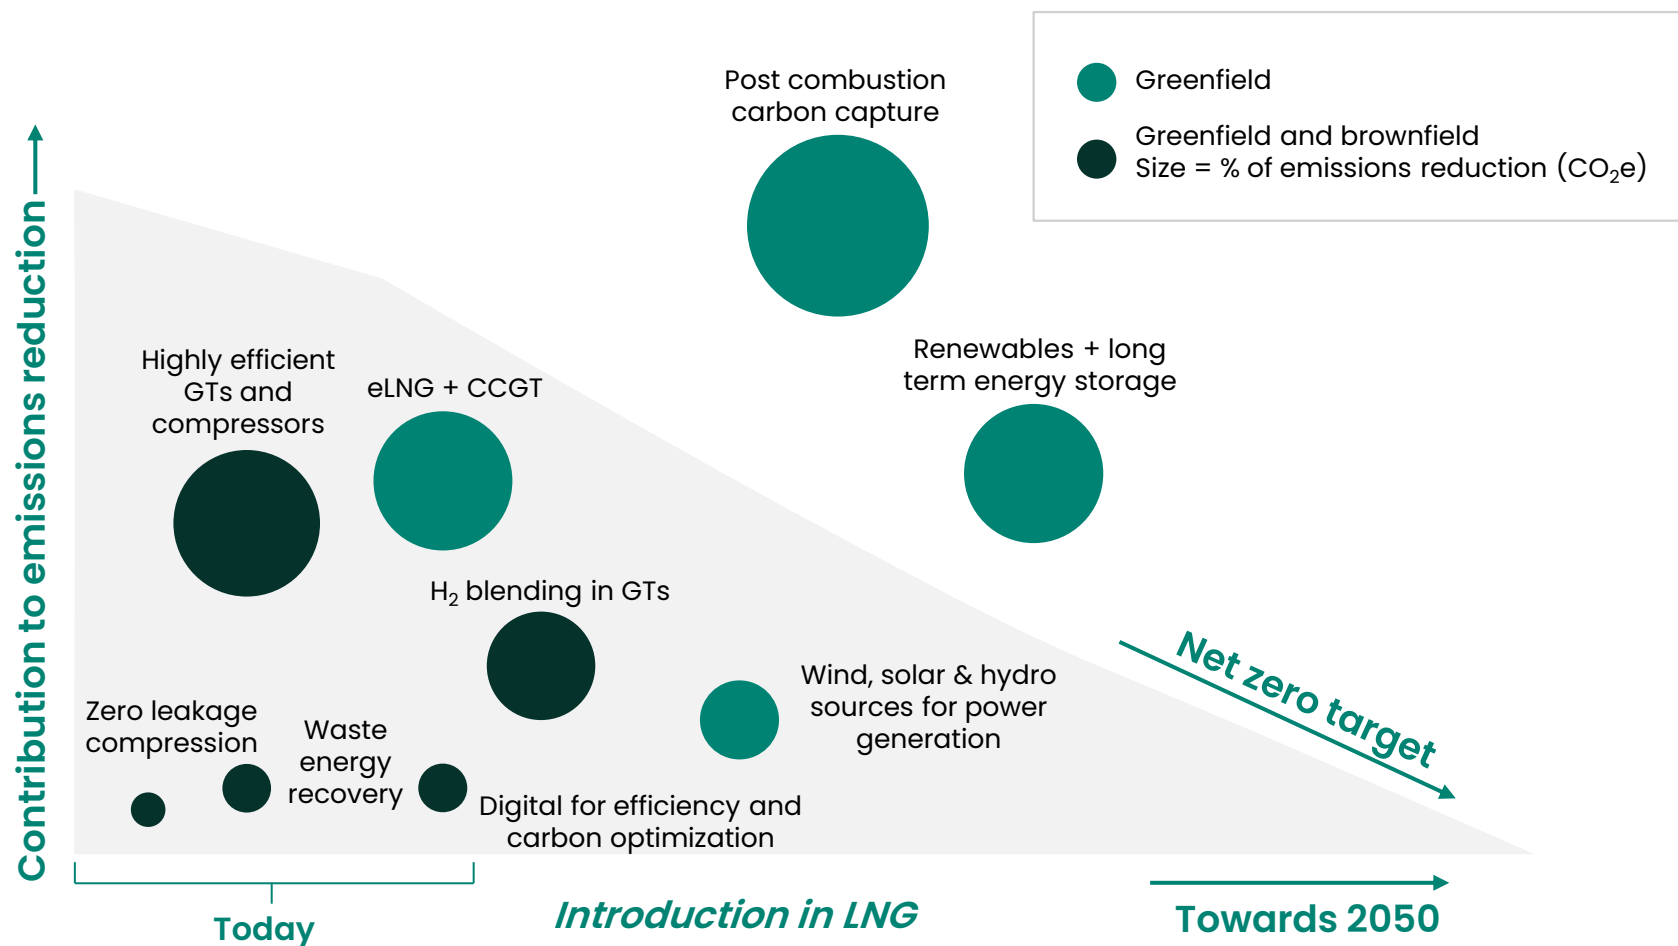 Greenfield
Greenfield and brownfield
Size = % of emissions reduction (CO₂e)
Contribution to emissions reduction
Post combustion
carbon capture
Renewables + long
term energy storage
Highly efficient
GTs and
compressors
eLNG + CCGT
H₂ blending in GTs
Wind, solar & hydro
sources for power
generation
Zero leakage
compression
Waste
energy
recovery
Digital for efficiency and
carbon optimization
Net zero target
Today
Introduction in LNG
Towards 2050